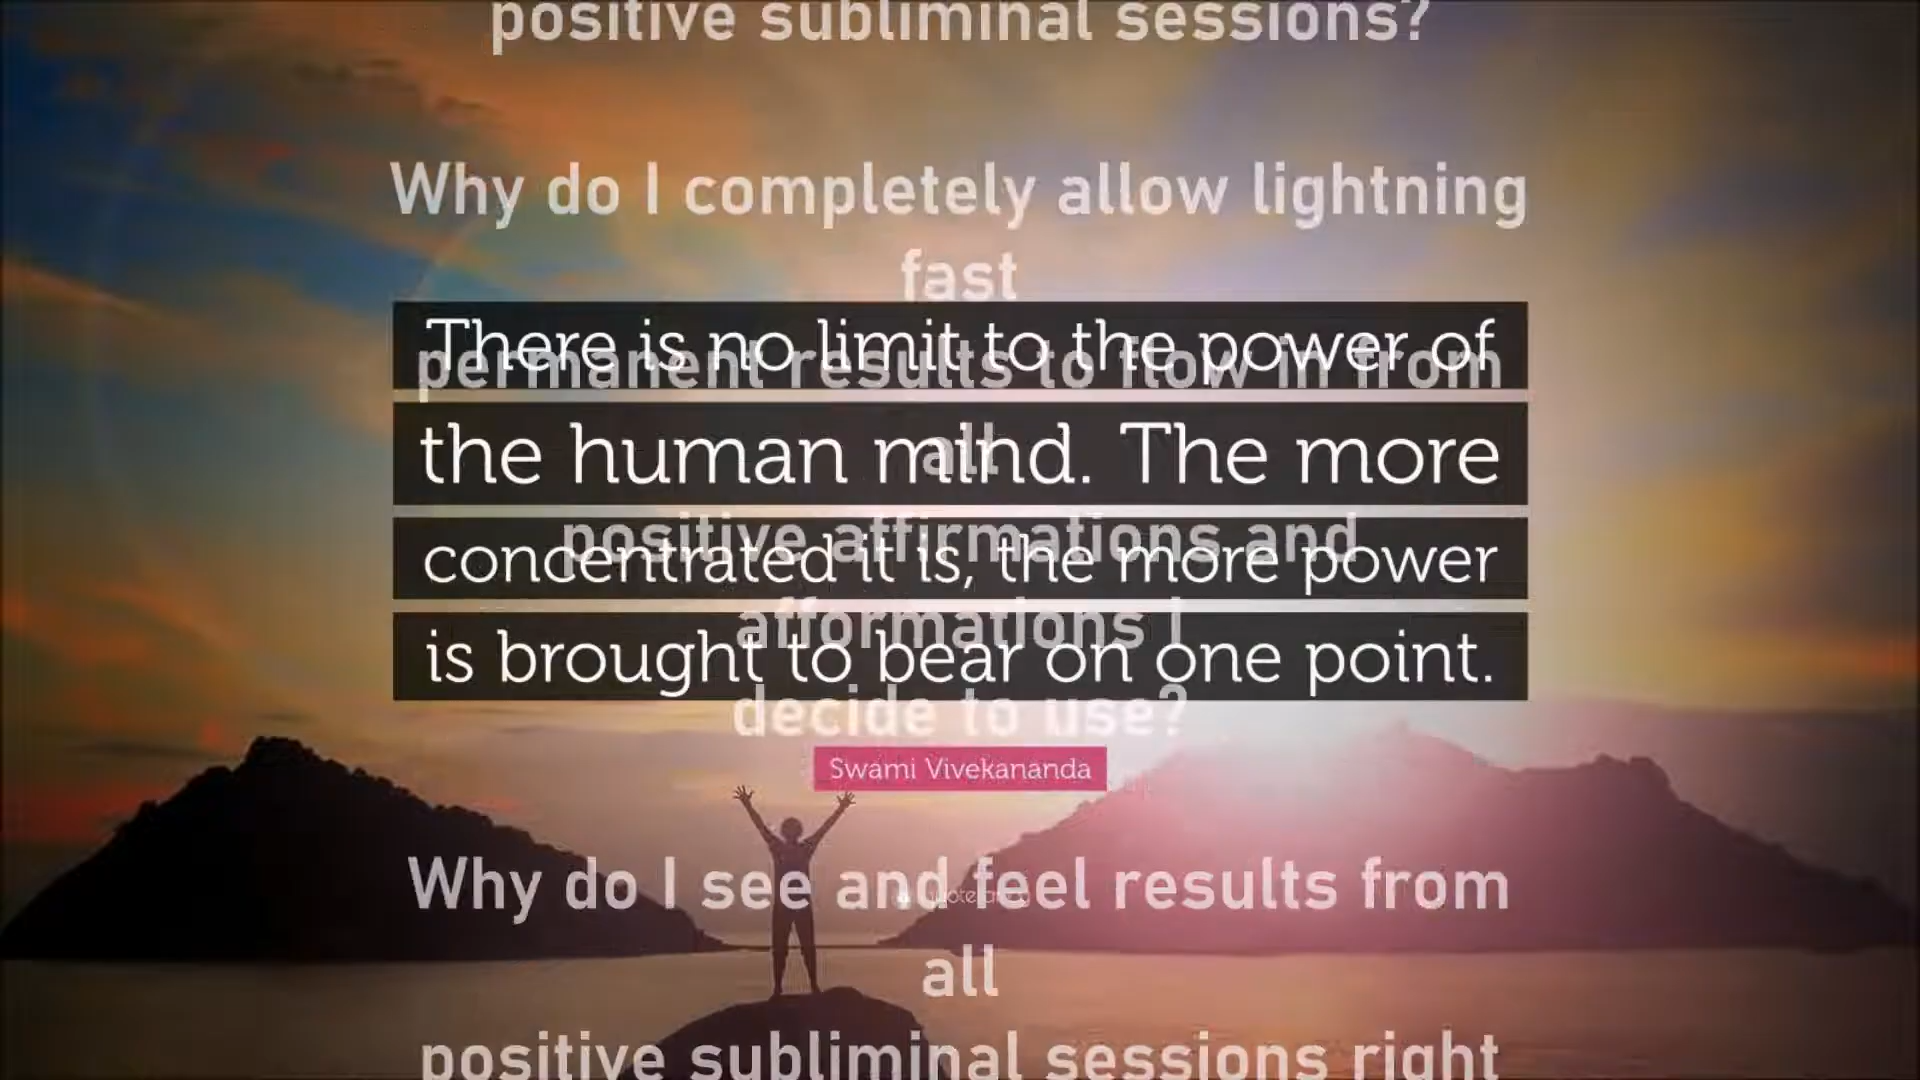 positive subliminal sessions?
Why do I completely allow lightning
fast
There is no limit to the power of
permanent results to flow in from
the human mind. The more
all
positive affirmations and
concentrated it is, the more power
afformations I
is brought to bear on one point.
decide to use?
Swami Vivekananda
Why do I see and feel results from
all
positive subliminal sessions right